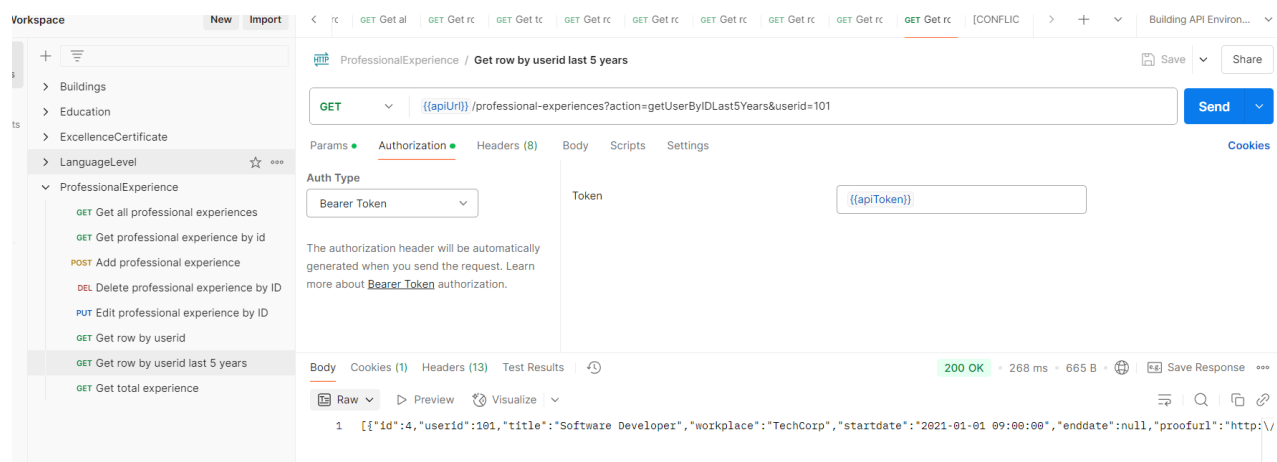 Workspace New Import
GET Get al GET Get rc GET Get tc GET Get rc GET Get rc GET Get rc GET Get rc GET Get rc GET Get rc [CONFLIC Building API Environ...
HTTP ProfessionalExperience / Get row by userid last 5 years Save Share
Buildings
Education
ExcellenceCertificate
LanguageLevel
ProfessionalExperience
GET Get all professional experiences
GET Get professional experience by id
POST Add professional experience
DEL Delete professional experience by ID
PUT Edit professional experience by ID
GET Get row by userid
GET Get row by userid last 5 years
GET Get total experience
GET {{apiUrl}} /professional-experiences?action=getUserByIDLast5Years&userid=101 Send
Params Authorization Headers (8) Body Scripts Settings Cookies
Auth Type
Bearer Token
Token {{apiToken}}
The authorization header will be automatically
generated when you send the request. Learn
more about Bearer Token authorization.
Body Cookies (1) Headers (13) Test Results 200 OK 268 ms 665 B e.g. Save Response
Raw Preview Visualize
1 [{"id":4,"userid":101,"title":"Software Developer","workplace":"TechCorp","startdate":"2021-01-01 09:00:00","enddate":null,"proofurl":"http:\/